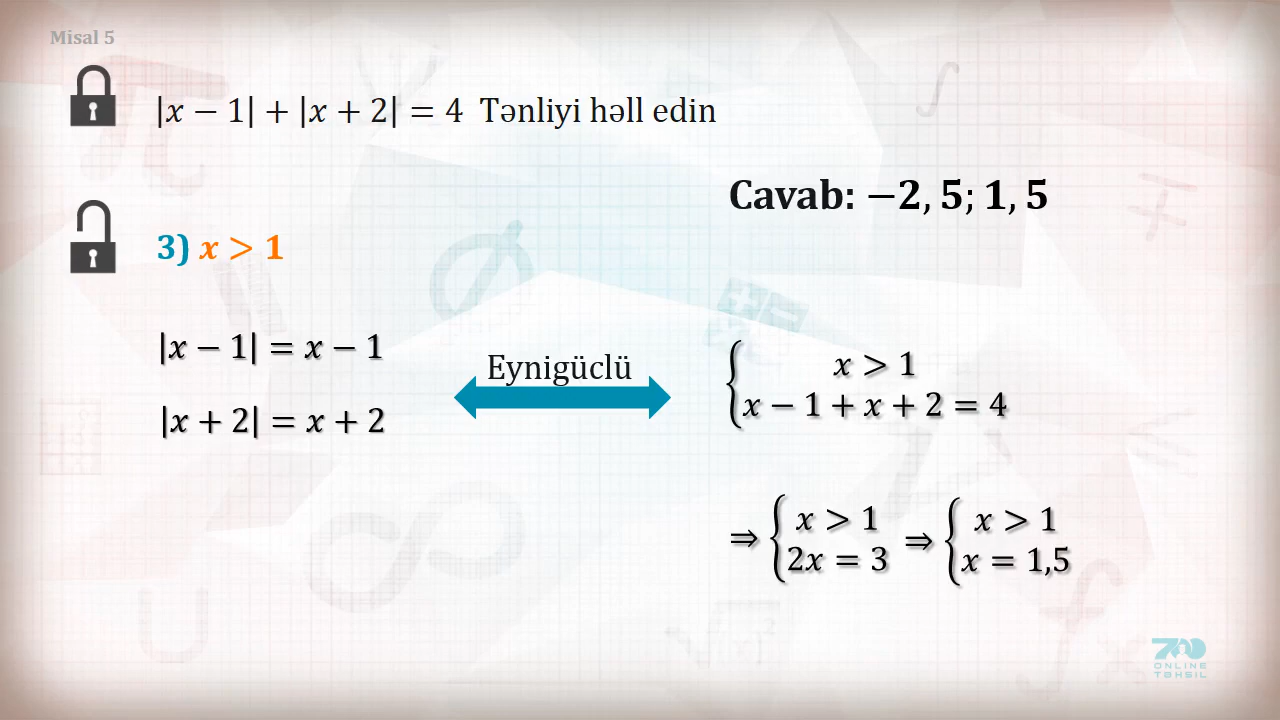 Misal 5
|x − 1| + |x + 2| = 4 Tənliyi həll edin
Cavab: −2, 5; 1, 5
3) x > 1
|x − 1| = x − 1
|x + 2| = x + 2
Eynigüclü
{ x > 1
x − 1 + x + 2 = 4
⇒ { x > 1
2x = 3
⇒ { x > 1
x = 1,5
700
ONLINE
TƏHSİL